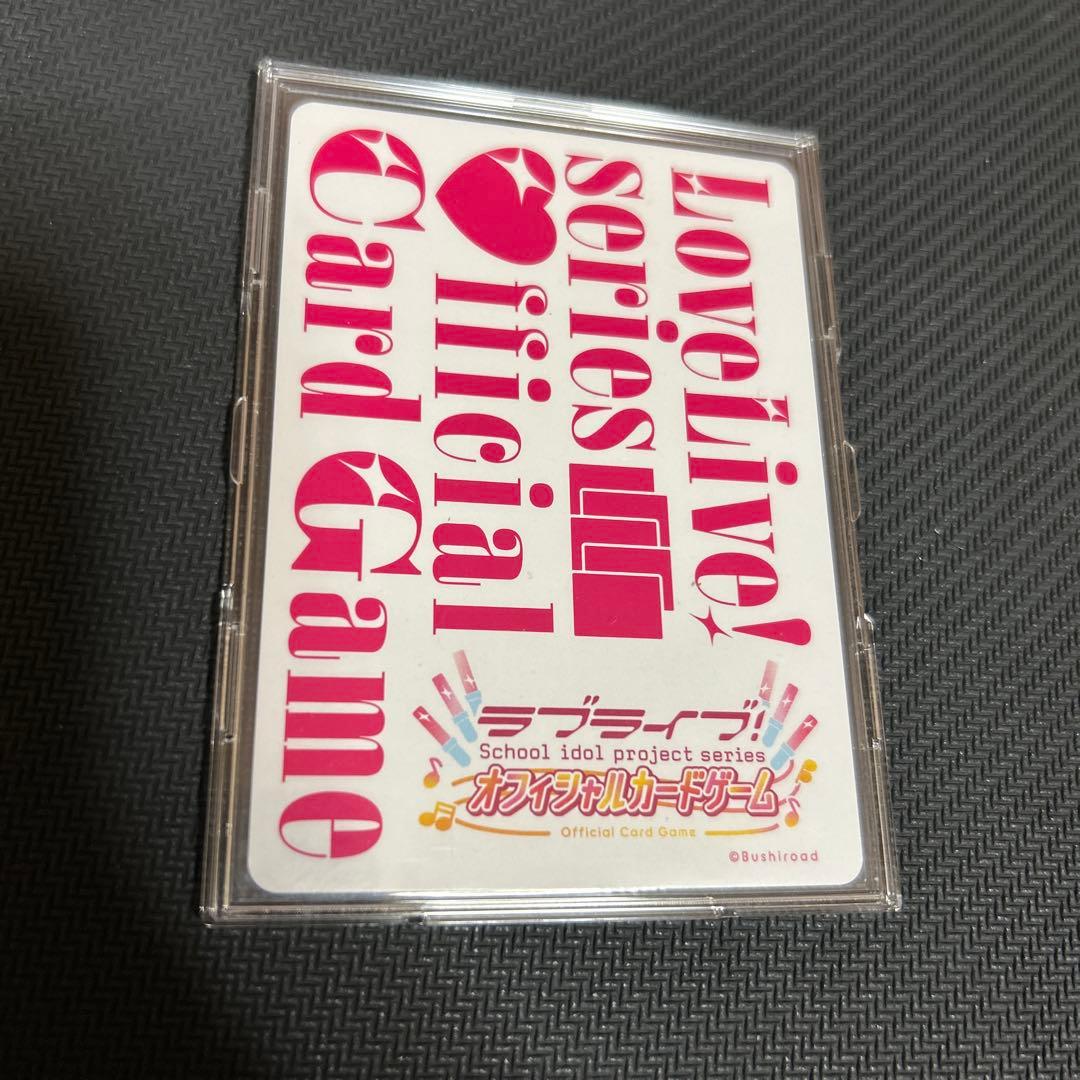 LoveLive!
series
Official
Card Game
ラブライブ!
School idol project series
オフィシャルカードゲーム
Official Card Game
©Bushiroad